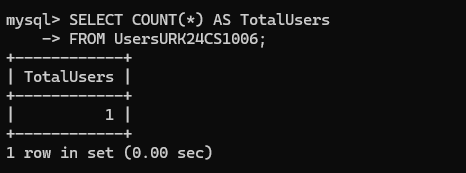 mysql> SELECT COUNT(*) AS TotalUsers
    -> FROM UsersURK24CS1006;
+------------+
| TotalUsers |
+------------+
|          1 |
+------------+
1 row in set (0.00 sec)